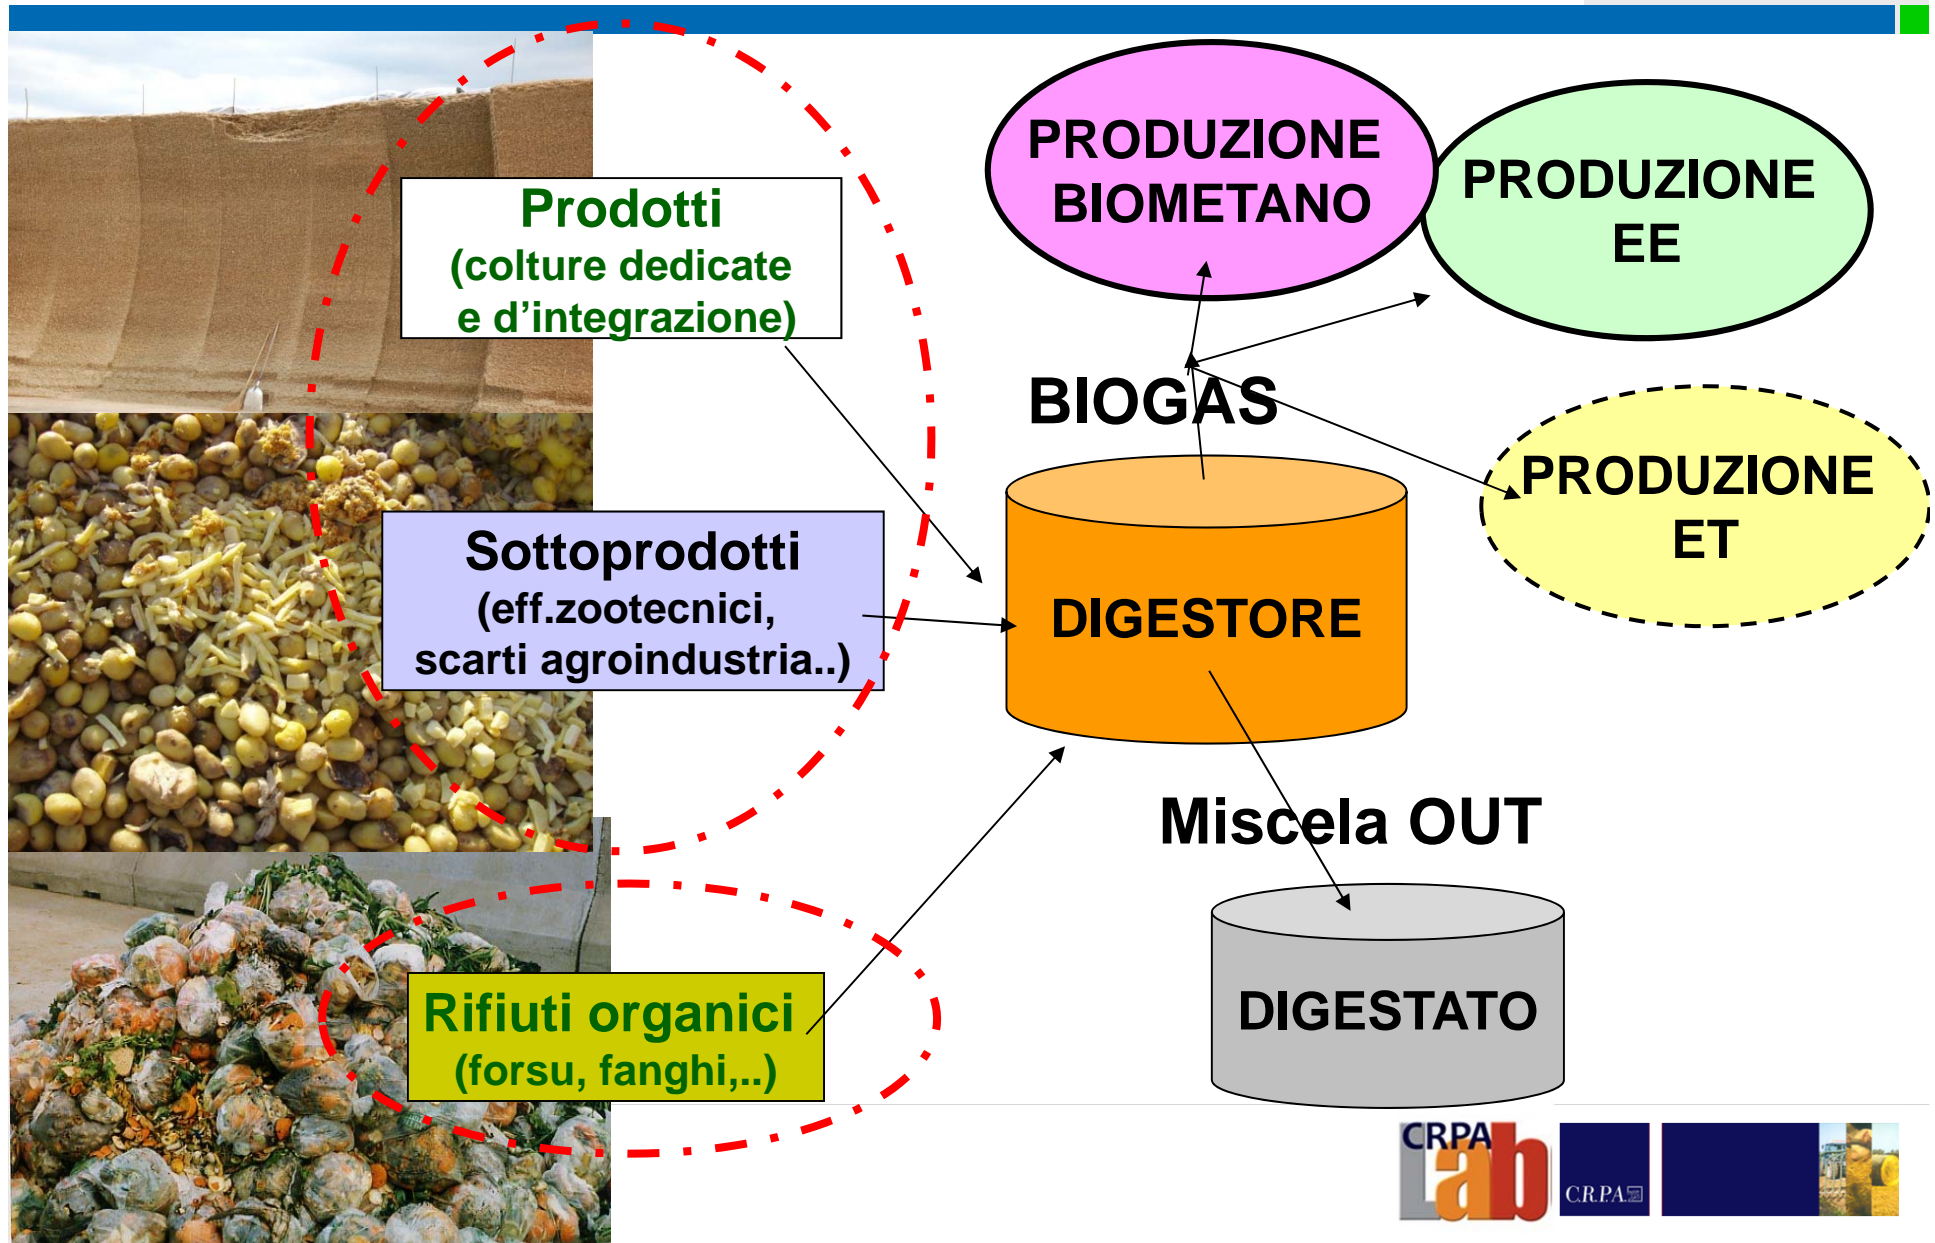 Prodotti
(colture dedicate
e d’integrazione)
Sottoprodotti
(eff.zootecnici,
scarti agroindustria..)
Rifiuti organici
(forsu, fanghi,..)
PRODUZIONE
BIOMETANO
PRODUZIONE
EE
BIOGAS
PRODUZIONE
ET
DIGESTORE
Miscela OUT
DIGESTATO
CRPA
Lab
C.R.P.A.